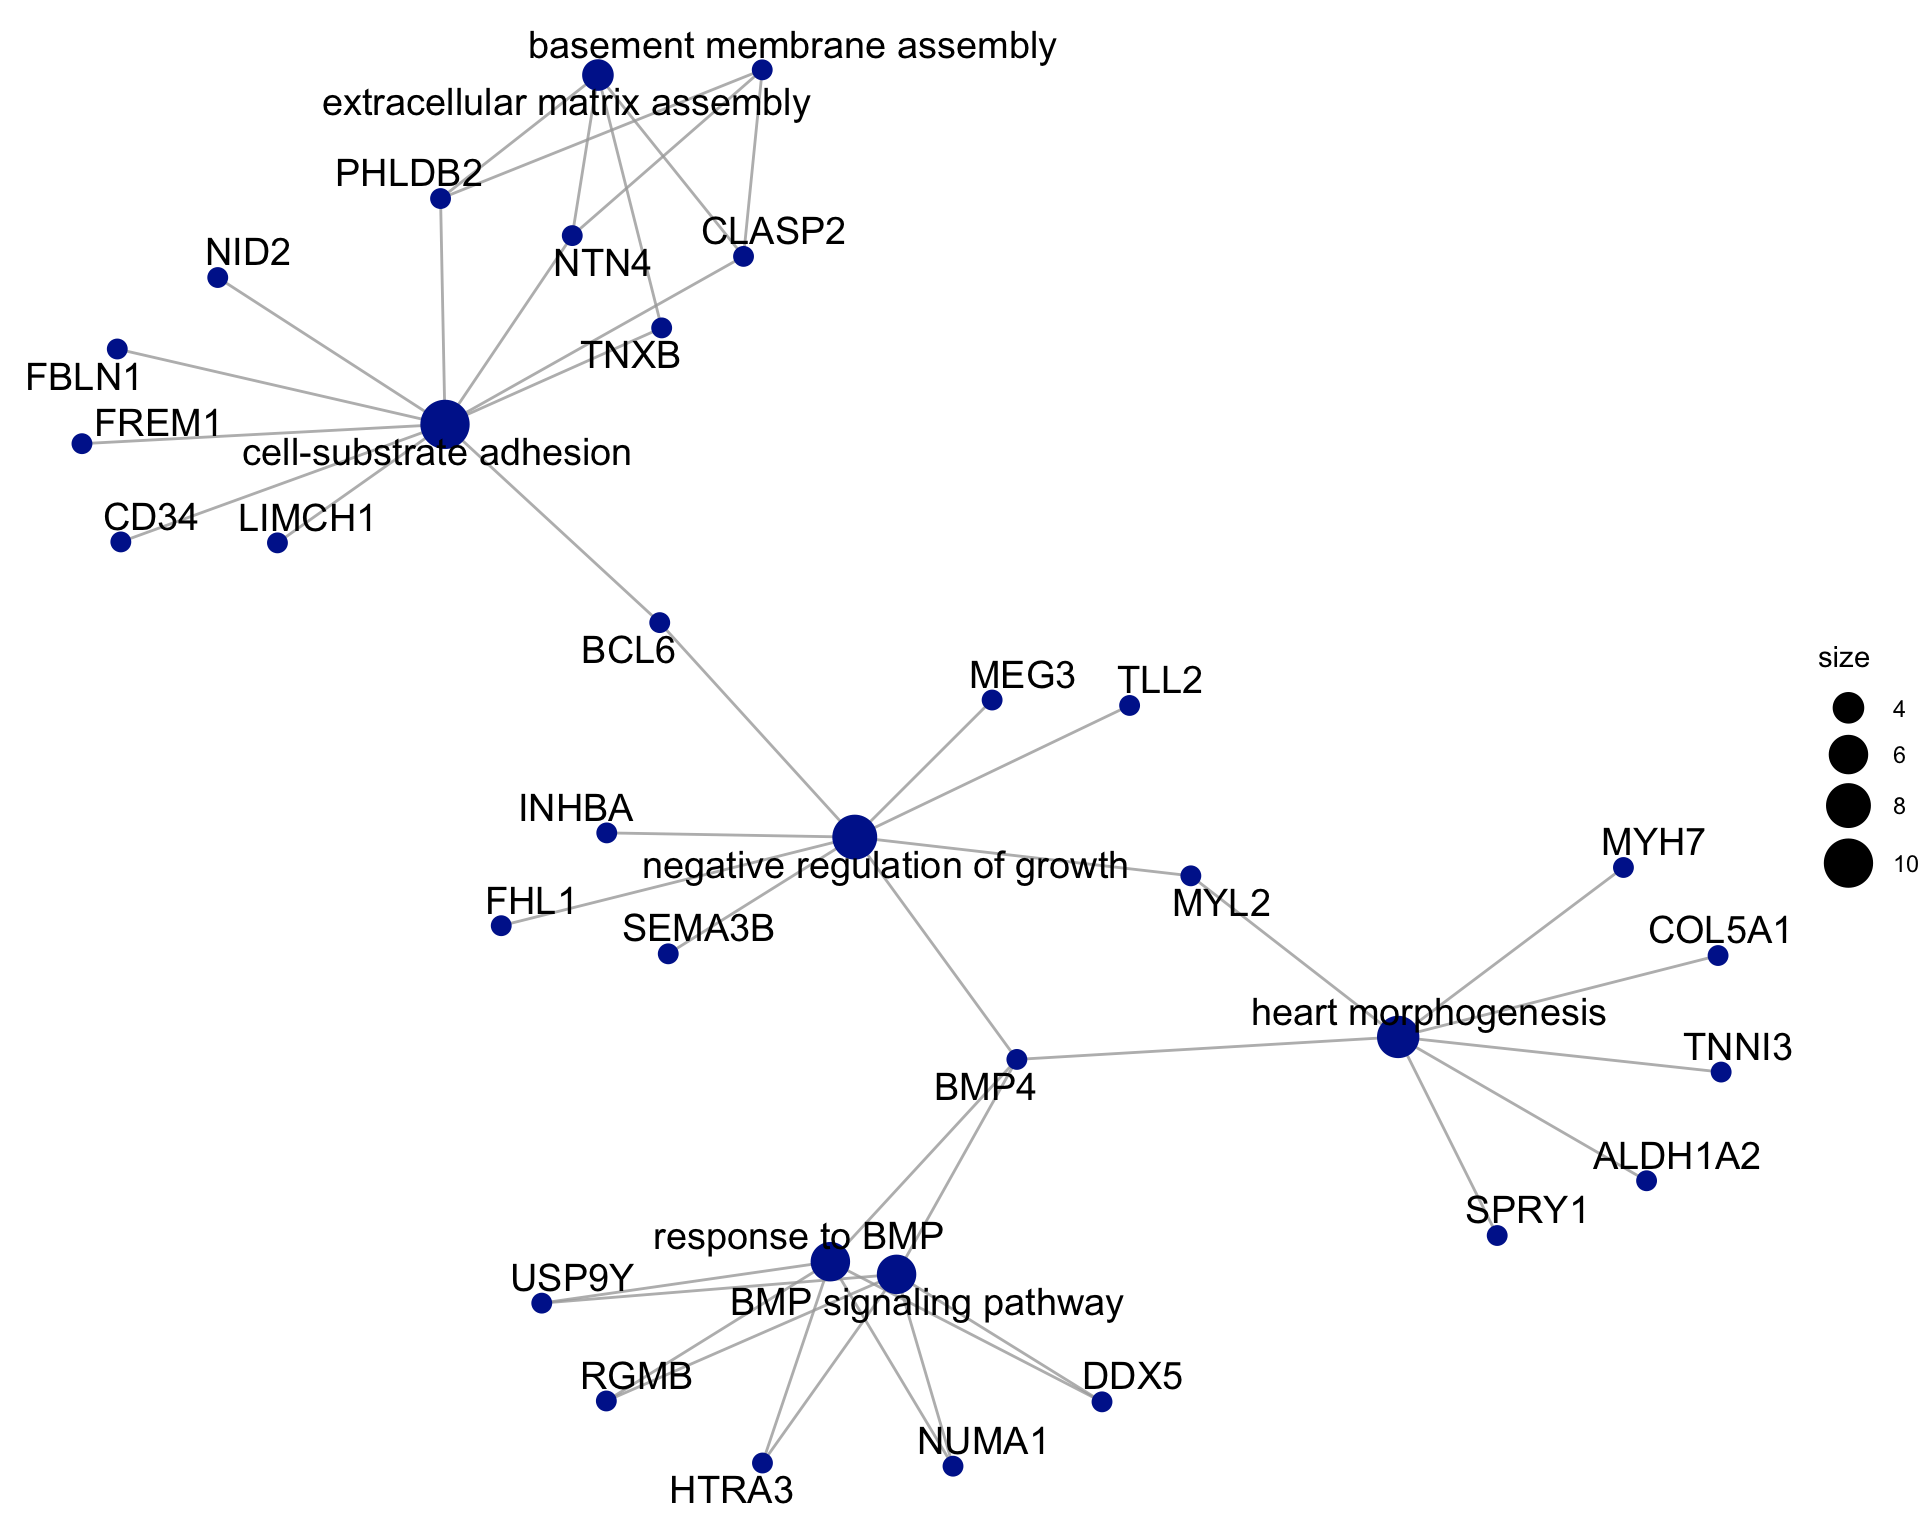 basement membrane assembly
extracellular matrix assembly
PHLDB2
CLASP2
NID2
NTN4
TNXB
FBLN1
FREM1
cell-substrate adhesion
CD34
LIMCH1
BCL6
size
MEG3
TLL2
4
6
INHBA
8
MYH7
negative regulation of growth
10
FHL1
MYL2
SEMA3B
COL5A1
heart morphogenesis
TNNI3
BMP4
ALDH1A2
SPRY1
response to BMP
USP9Y
BMP signaling pathway
RGMB
DDX5
NUMA1
HTRA3